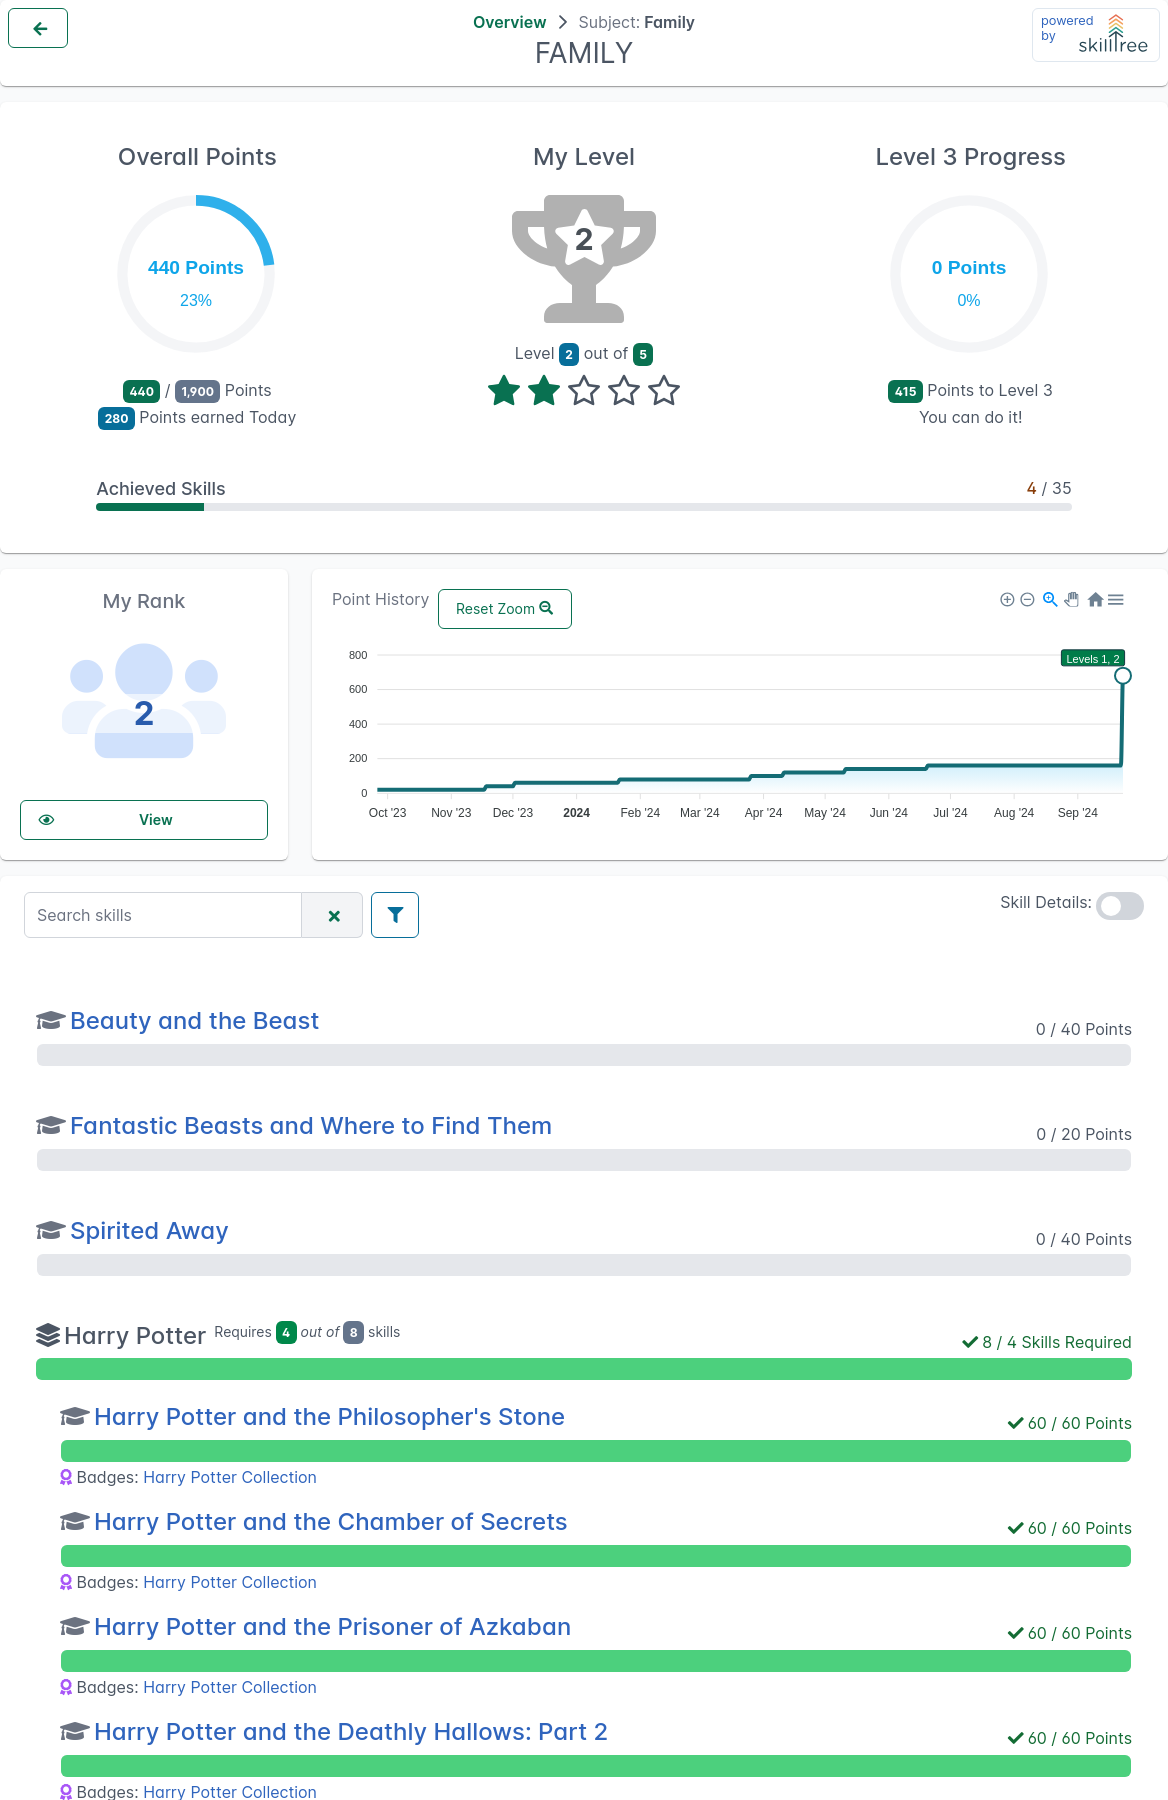 Overview > Subject: Family
FAMILY
powered by skilltree
Overall Points
440 Points
23%
440 / 1,900 Points
280 Points earned Today
My Level
2
Level 2 out of 5
Level 3 Progress
0 Points
0%
415 Points to Level 3
You can do it!
Achieved Skills 4 / 35
My Rank
2
View
Point History Reset Zoom
Levels 1, 2
800
600
400
200
0
Oct '23 Nov '23 Dec '23 2024 Feb '24 Mar '24 Apr '24 May '24 Jun '24 Jul '24 Aug '24 Sep '24
Search skills
Skill Details:
Beauty and the Beast 0 / 40 Points
Fantastic Beasts and Where to Find Them 0 / 20 Points
Spirited Away 0 / 40 Points
Harry Potter Requires 4 out of 8 skills 8 / 4 Skills Required
Harry Potter and the Philosopher's Stone 60 / 60 Points
Badges: Harry Potter Collection
Harry Potter and the Chamber of Secrets 60 / 60 Points
Badges: Harry Potter Collection
Harry Potter and the Prisoner of Azkaban 60 / 60 Points
Badges: Harry Potter Collection
Harry Potter and the Deathly Hallows: Part 2 60 / 60 Points
Badges: Harry Potter Collection